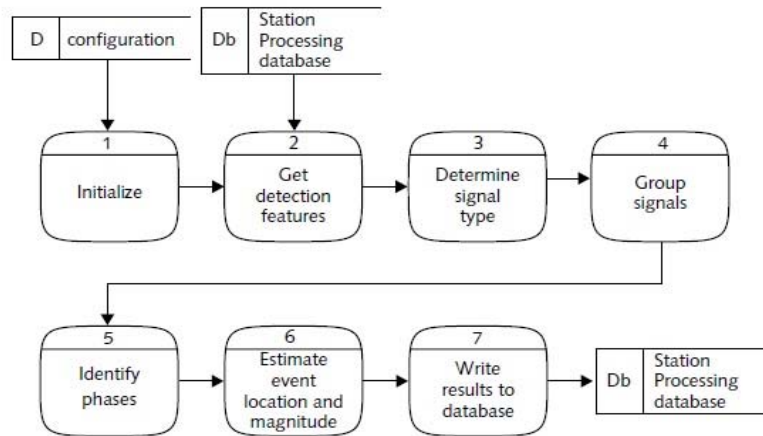 D
configuration
Db
Station
Processing
database
1
Initialize
2
Get
detection
features
3
Determine
signal
type
4
Group
signals
5
Identify
phases
6
Estimate
event
location and
magnitude
7
Write
results to
database
Db
Station
Processing
database